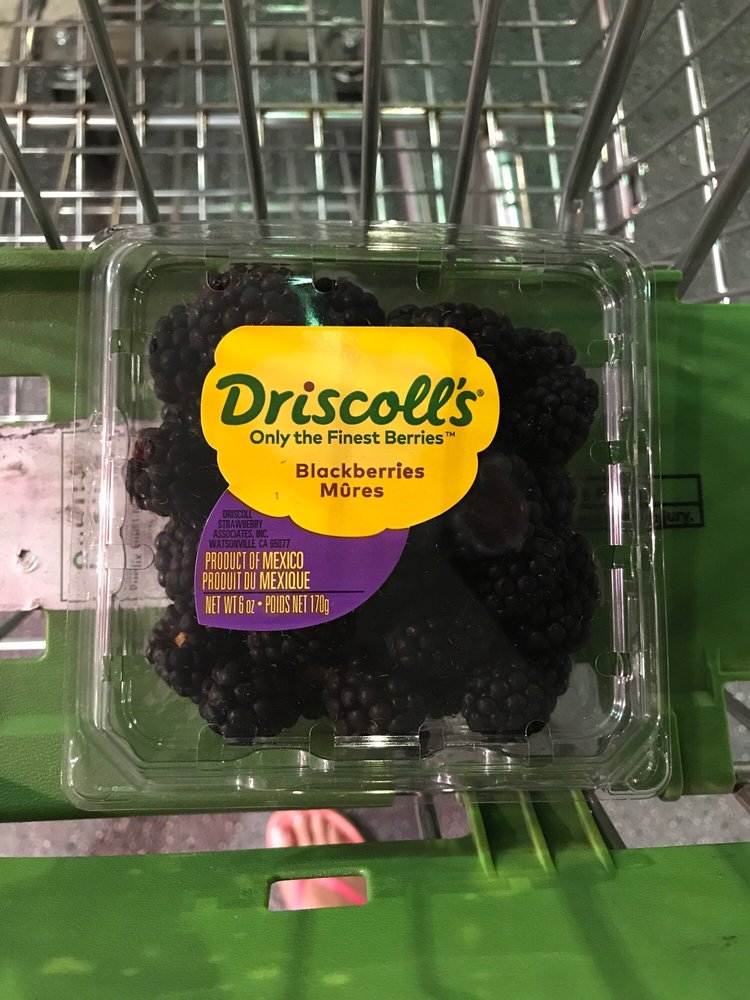 Driscoll's®
Only the Finest Berries™
Blackberries
Mûres
DRISCOLL
STRAWBERRY
ASSOCIATES, INC.
WATSONVILLE, CA 95077
PRODUCT OF MEXICO
PRODUIT DU MEXIQUE
NET WT 6 oz • POIDS NET 170g